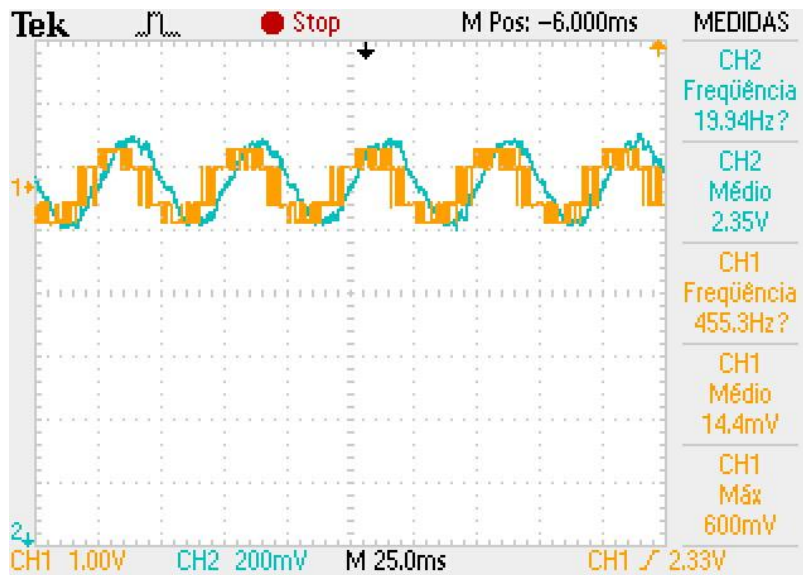 Tek Stop M Pos: -6.000ms MEDIDAS
CH2
Freqüência
19.94Hz?
CH2
Médio
2.35V
CH1
Freqüência
455.3Hz?
CH1
Médio
14.4mV
CH1
Máx
600mV
1
2
CH1 1.00V CH2 200mV M 25.0ms CH1 2.33V